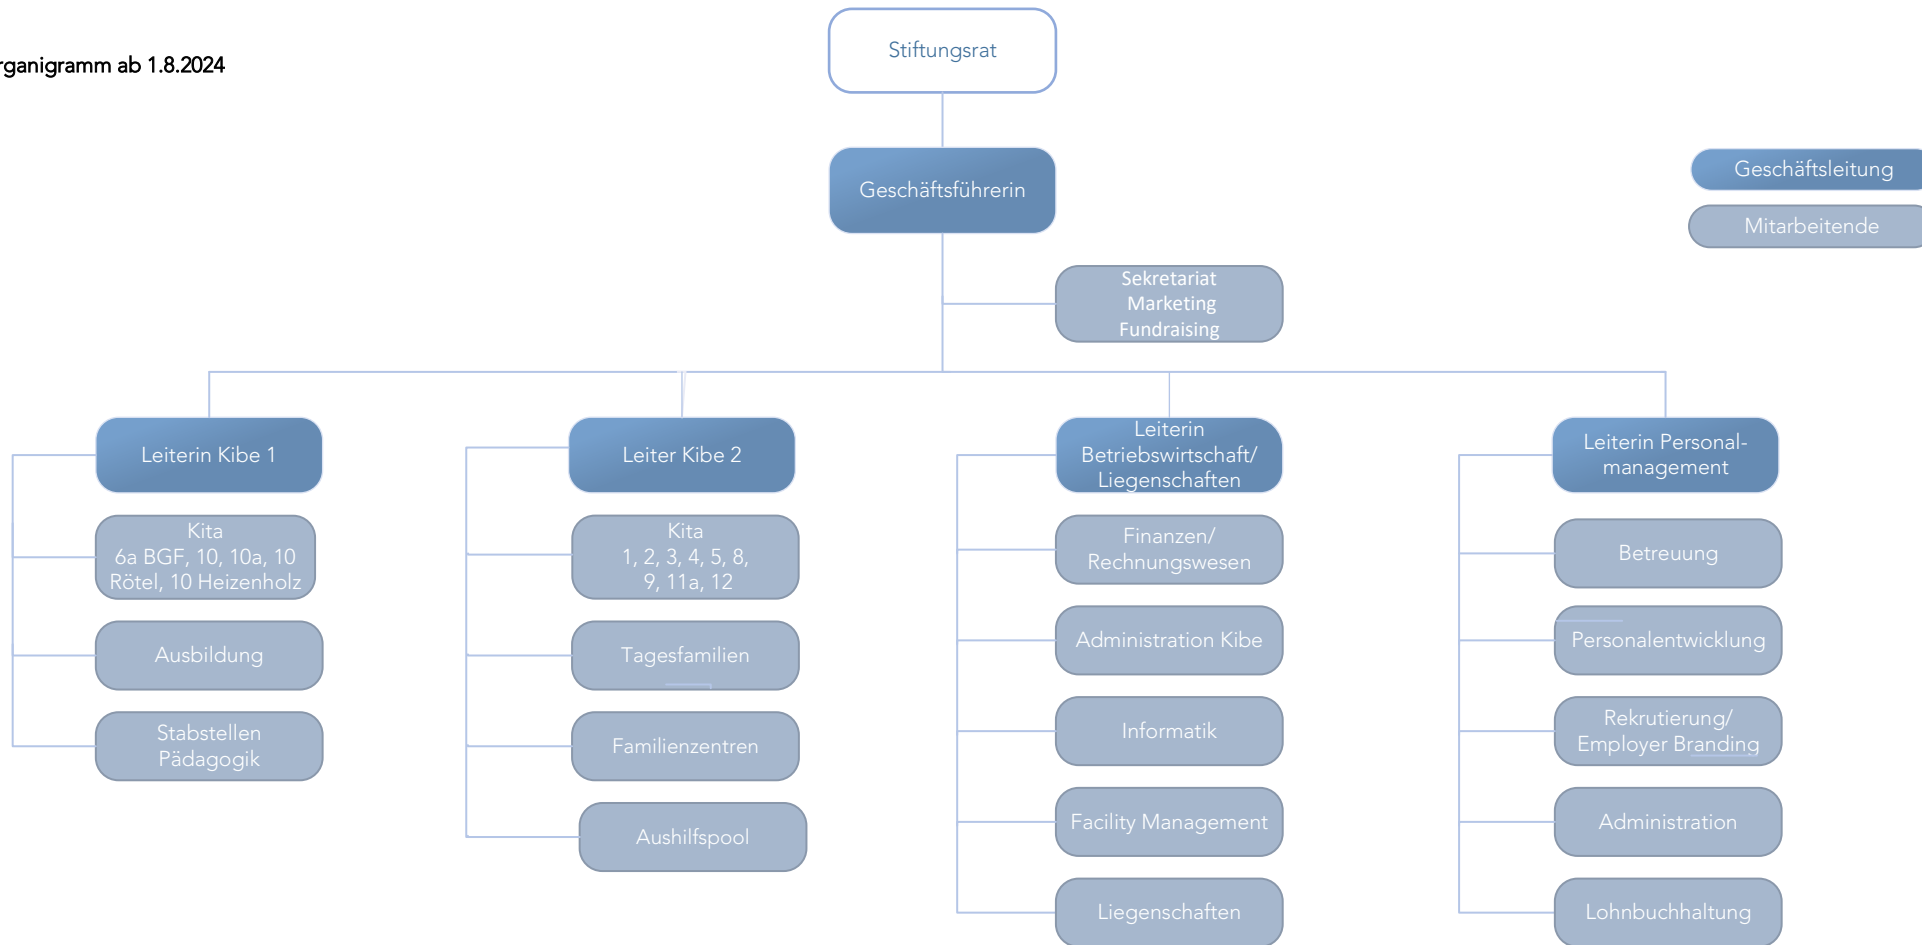 Stiftungsrat
rganigramm ab 1.8.2024
Geschäftsleitung
Geschäftsführerin
Mitarbeitende
Sekretariat
Marketing
Fundraising
Leiterin Kibe 1
Leiter Kibe 2
Leiterin
Betriebswirtschaft/
Liegenschaften
Leiterin Personal-
management
Kita
6a BGF, 10, 10a, 10
Rötel, 10 Heizenholz
Ausbildung
Stabstellen
Pädagogik
Kita
1, 2, 3, 4, 5, 8,
9, 11a, 12
Tagesfamilien
Familienzentren
Aushilfspool
Finanzen/
Rechnungswesen
Administration Kibe
Informatik
Facility Management
Liegenschaften
Betreuung
Personalentwicklung
Rekrutierung/
Employer Branding
Administration
Lohnbuchhaltung